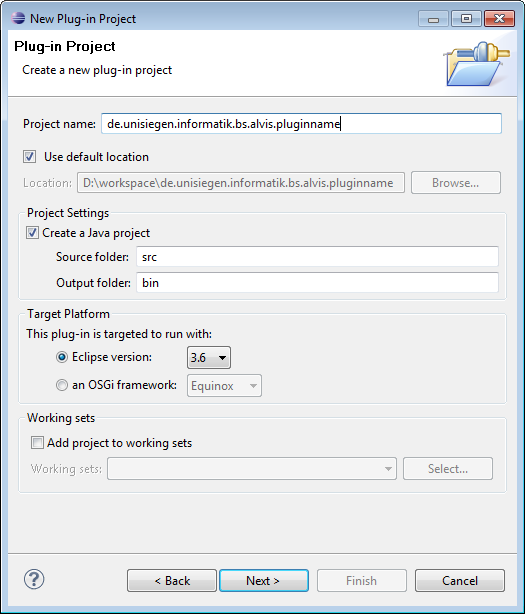 New Plug-in Project
Plug-in Project
Create a new plug-in project
Project name: de.unisiegen.informatik.bs.alvis.pluginname
Use default location
Location: D:\workspace\de.unisiegen.informatik.bs.alvis.pluginname Browse...
Project Settings
Create a Java project
Source folder: src
Output folder: bin
Target Platform
This plug-in is targeted to run with:
Eclipse version: 3.6
an OSGi framework: Equinox
Working sets
Add project to working sets
Working sets: Select...
? < Back Next > Finish Cancel